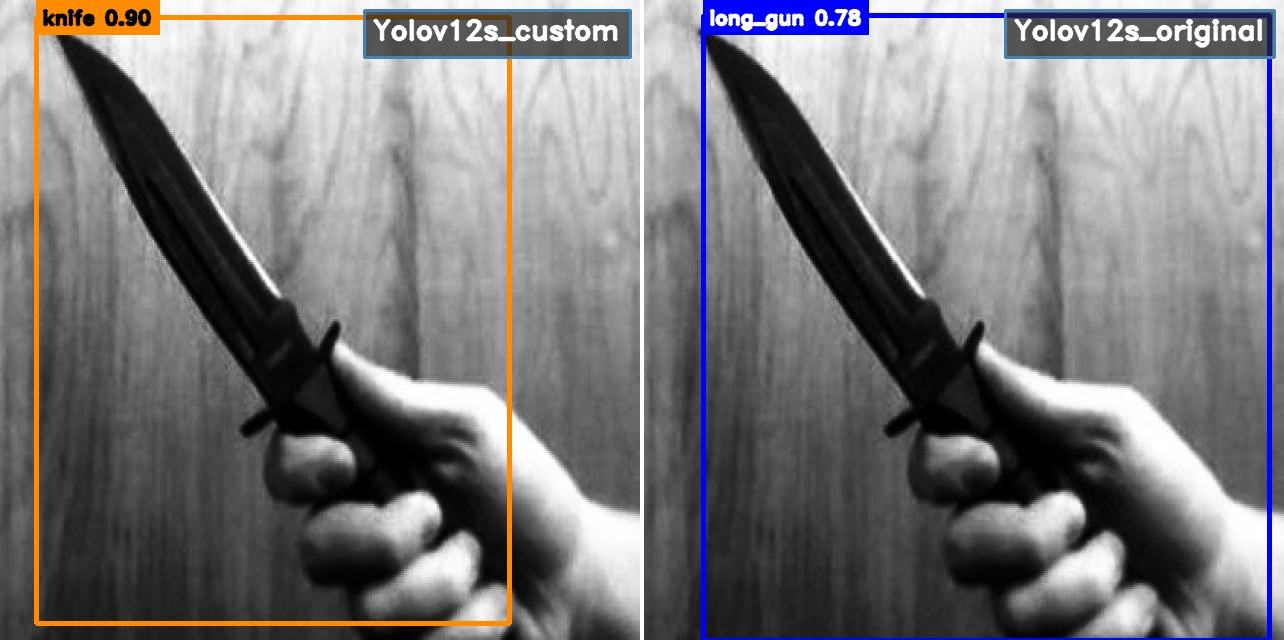 knife 0.90
Yolov12s_custom
long_gun 0.78
Yolov12s_original